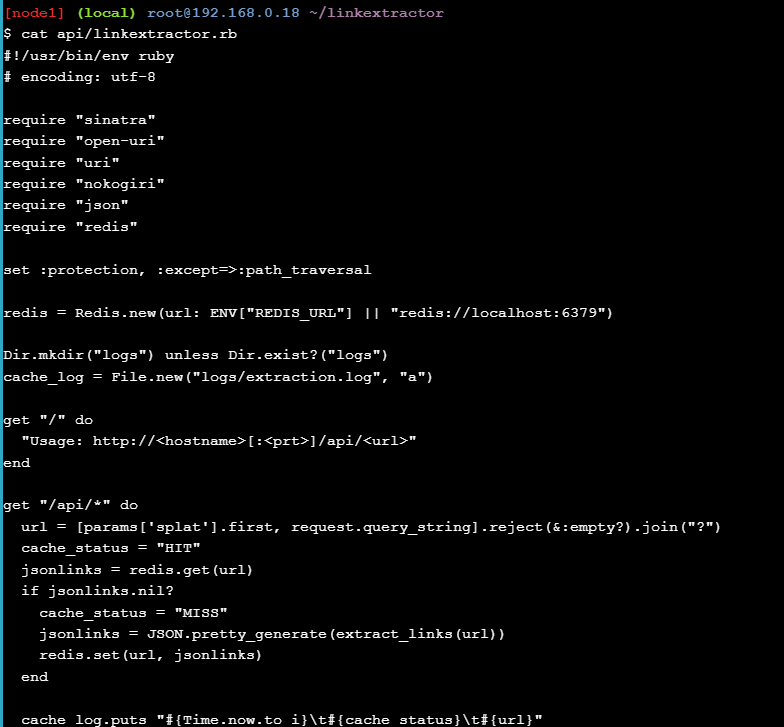 [node1] (local) root@192.168.0.18 ~/linkextractor
$ cat api/linkextractor.rb
#!/usr/bin/env ruby
# encoding: utf-8
require "sinatra"
require "open-uri"
require "uri"
require "nokogiri"
require "json"
require "redis"
set :protection, :except=>:path_traversal
redis = Redis.new(url: ENV["REDIS_URL"] || "redis://localhost:6379")
Dir.mkdir("logs") unless Dir.exist?("logs")
cache_log = File.new("logs/extraction.log", "a")
get "/" do
  "Usage: http://<hostname>[:<prt>]/api/<url>"
end
get "/api/*" do
  url = [params['splat'].first, request.query_string].reject(&:empty?).join("?")
  cache_status = "HIT"
  jsonlinks = redis.get(url)
  if jsonlinks.nil?
    cache_status = "MISS"
    jsonlinks = JSON.pretty_generate(extract_links(url))
    redis.set(url, jsonlinks)
  end
  cache_log.puts "#{Time.now.to_i}\t#{cache_status}\t#{url}"